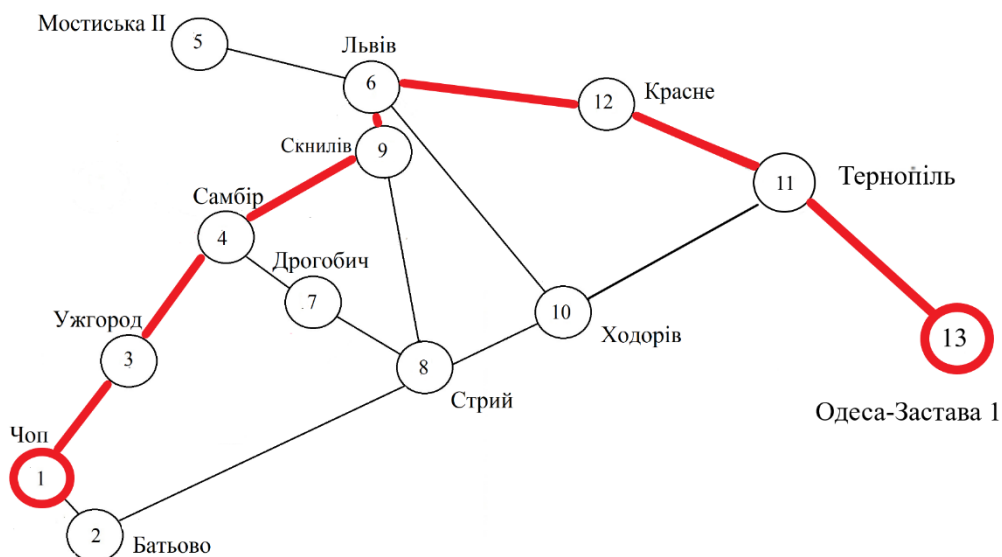 Мостиська ІІ
5
Львів
6
12
Красне
Скнилів
9
11
Тернопіль
Самбір
4
Дрогобич
7
10
Ходорів
Ужгород
3
13
8
Стрий
Одеса-Застава 1
Чоп
1
2
Батьово